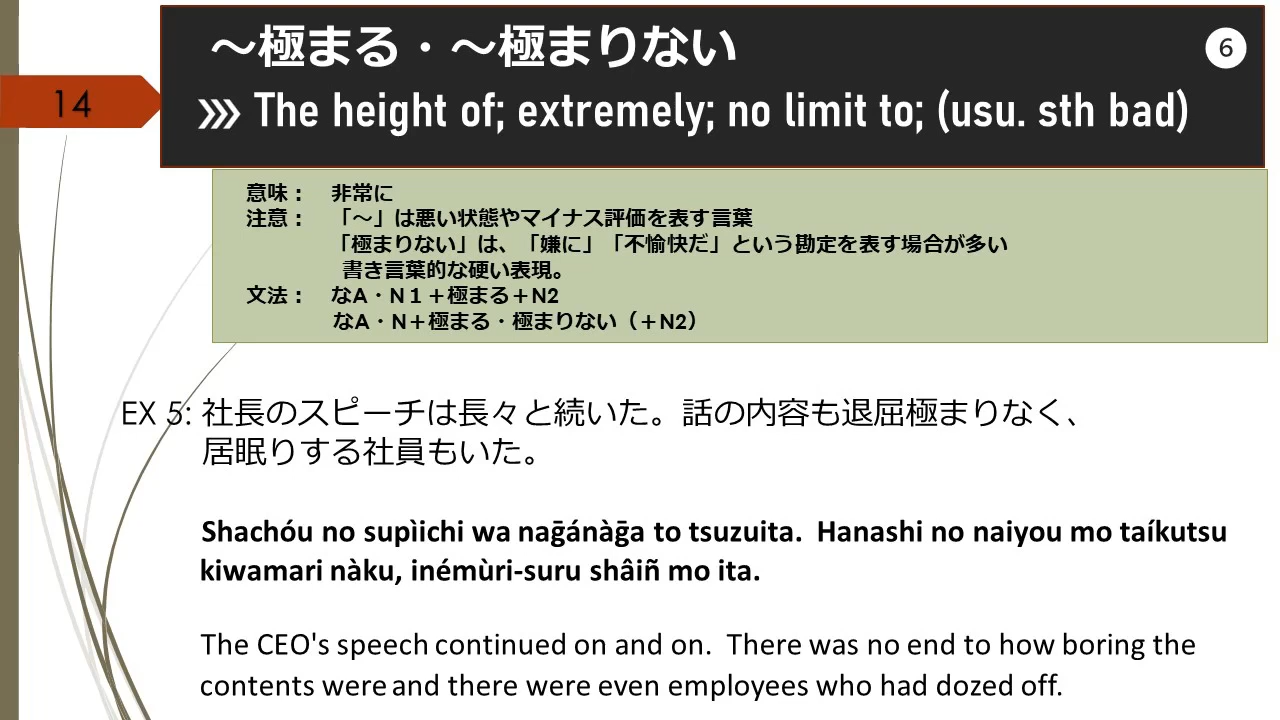 ～極まる・～極まりない
6
14
The height of; extremely; no limit to; (usu. sth bad)
意味： 非常に
注意： 「～」は悪い状態やマイナス評価を表す言葉
「極まりない」は、「嫌に」「不愉快だ」という勘定を表す場合が多い
書き言葉的な硬い表現。
文法： なA・N１＋極まる＋N2
なA・N＋極まる・極まりない（＋N2）
EX 5: 社長のスピーチは長々と続いた。話の内容も退屈極まりなく、
居眠りする社員もいた。
Shachóu no supìichi wa naḡánàḡa to tsuzuita. Hanashi no naiyou mo taíkutsu
kiwamari nàku, inémùri-suru shâiñ mo ita.
The CEO's speech continued on and on. There was no end to how boring the
contents were and there were even employees who had dozed off.